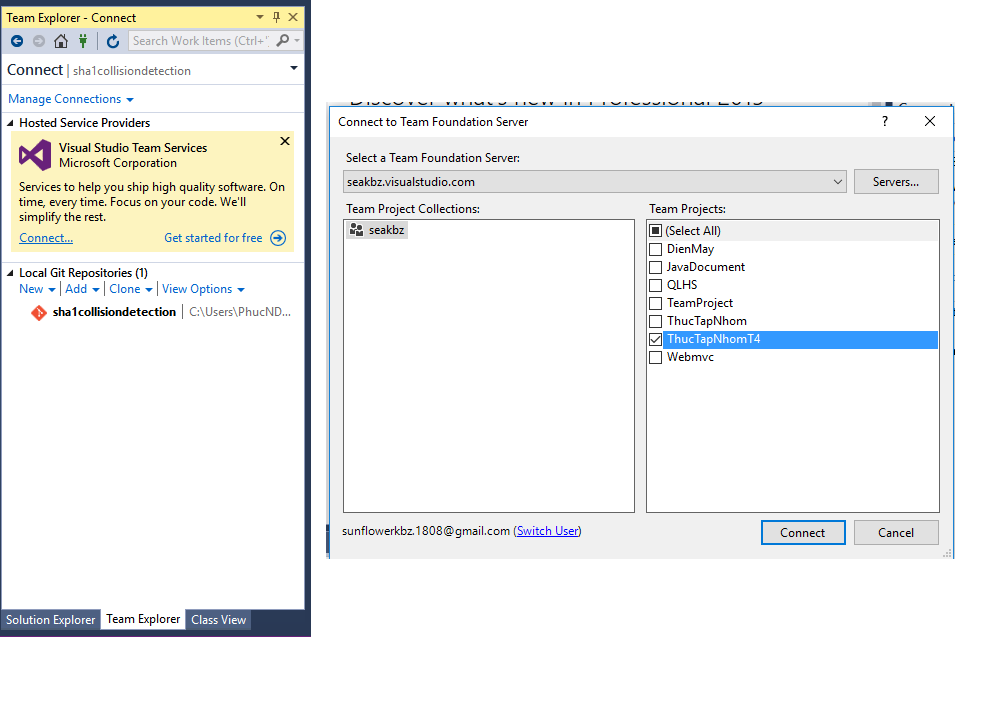 Team Explorer - Connect
Search Work Items (Ctrl+'
Connect | sha1collisiondetection
Manage Connections
Hosted Service Providers
Visual Studio Team Services
Microsoft Corporation
Services to help you ship high quality software. On
time, every time. Focus on your code. We'll
simplify the rest.
Connect... Get started for free
Local Git Repositories (1)
New | Add | Clone | View Options
sha1collisiondetection | C:\Users\PhucND...
Solution Explorer Team Explorer Class View
Discover what's new in Professional 2015
Connect to Team Foundation Server ?
Select a Team Foundation Server:
seakbz.visualstudio.com Servers...
Team Project Collections:
seakbz
Team Projects:
(Select All)
DienMay
JavaDocument
QLHS
TeamProject
ThucTapNhom
ThucTapNhomT4
Webmvc
sunflowerkbz.1808@gmail.com (Switch User)
Connect Cancel